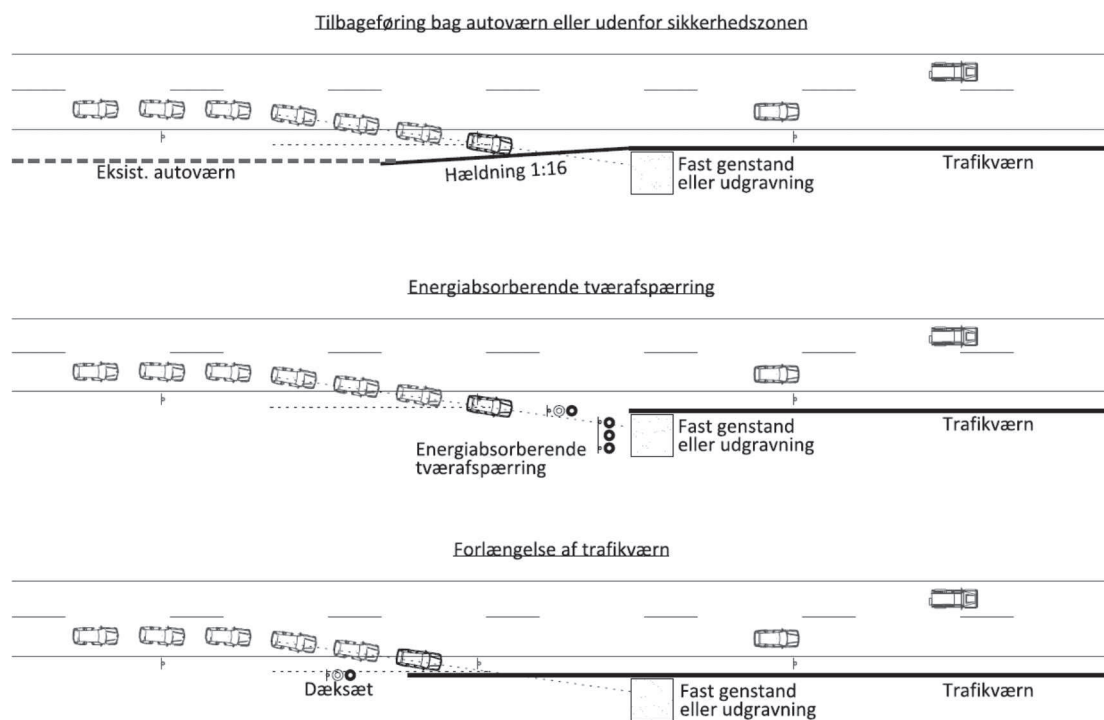 Tilbageføring bag autoværn eller udenfor sikkerhedszonen
Eksist. autoværn
Hældning 1:16
Fast genstand
eller udgravning
Trafikværn
Energiabsorberende tværafspærring
Energiabsorberende
tværafspærring
Fast genstand
eller udgravning
Trafikværn
Forlængelse af trafikværn
Dæksæt
Fast genstand
eller udgravning
Trafikværn